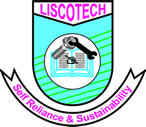 LISCOTECH
Self Reliance & Sustainability